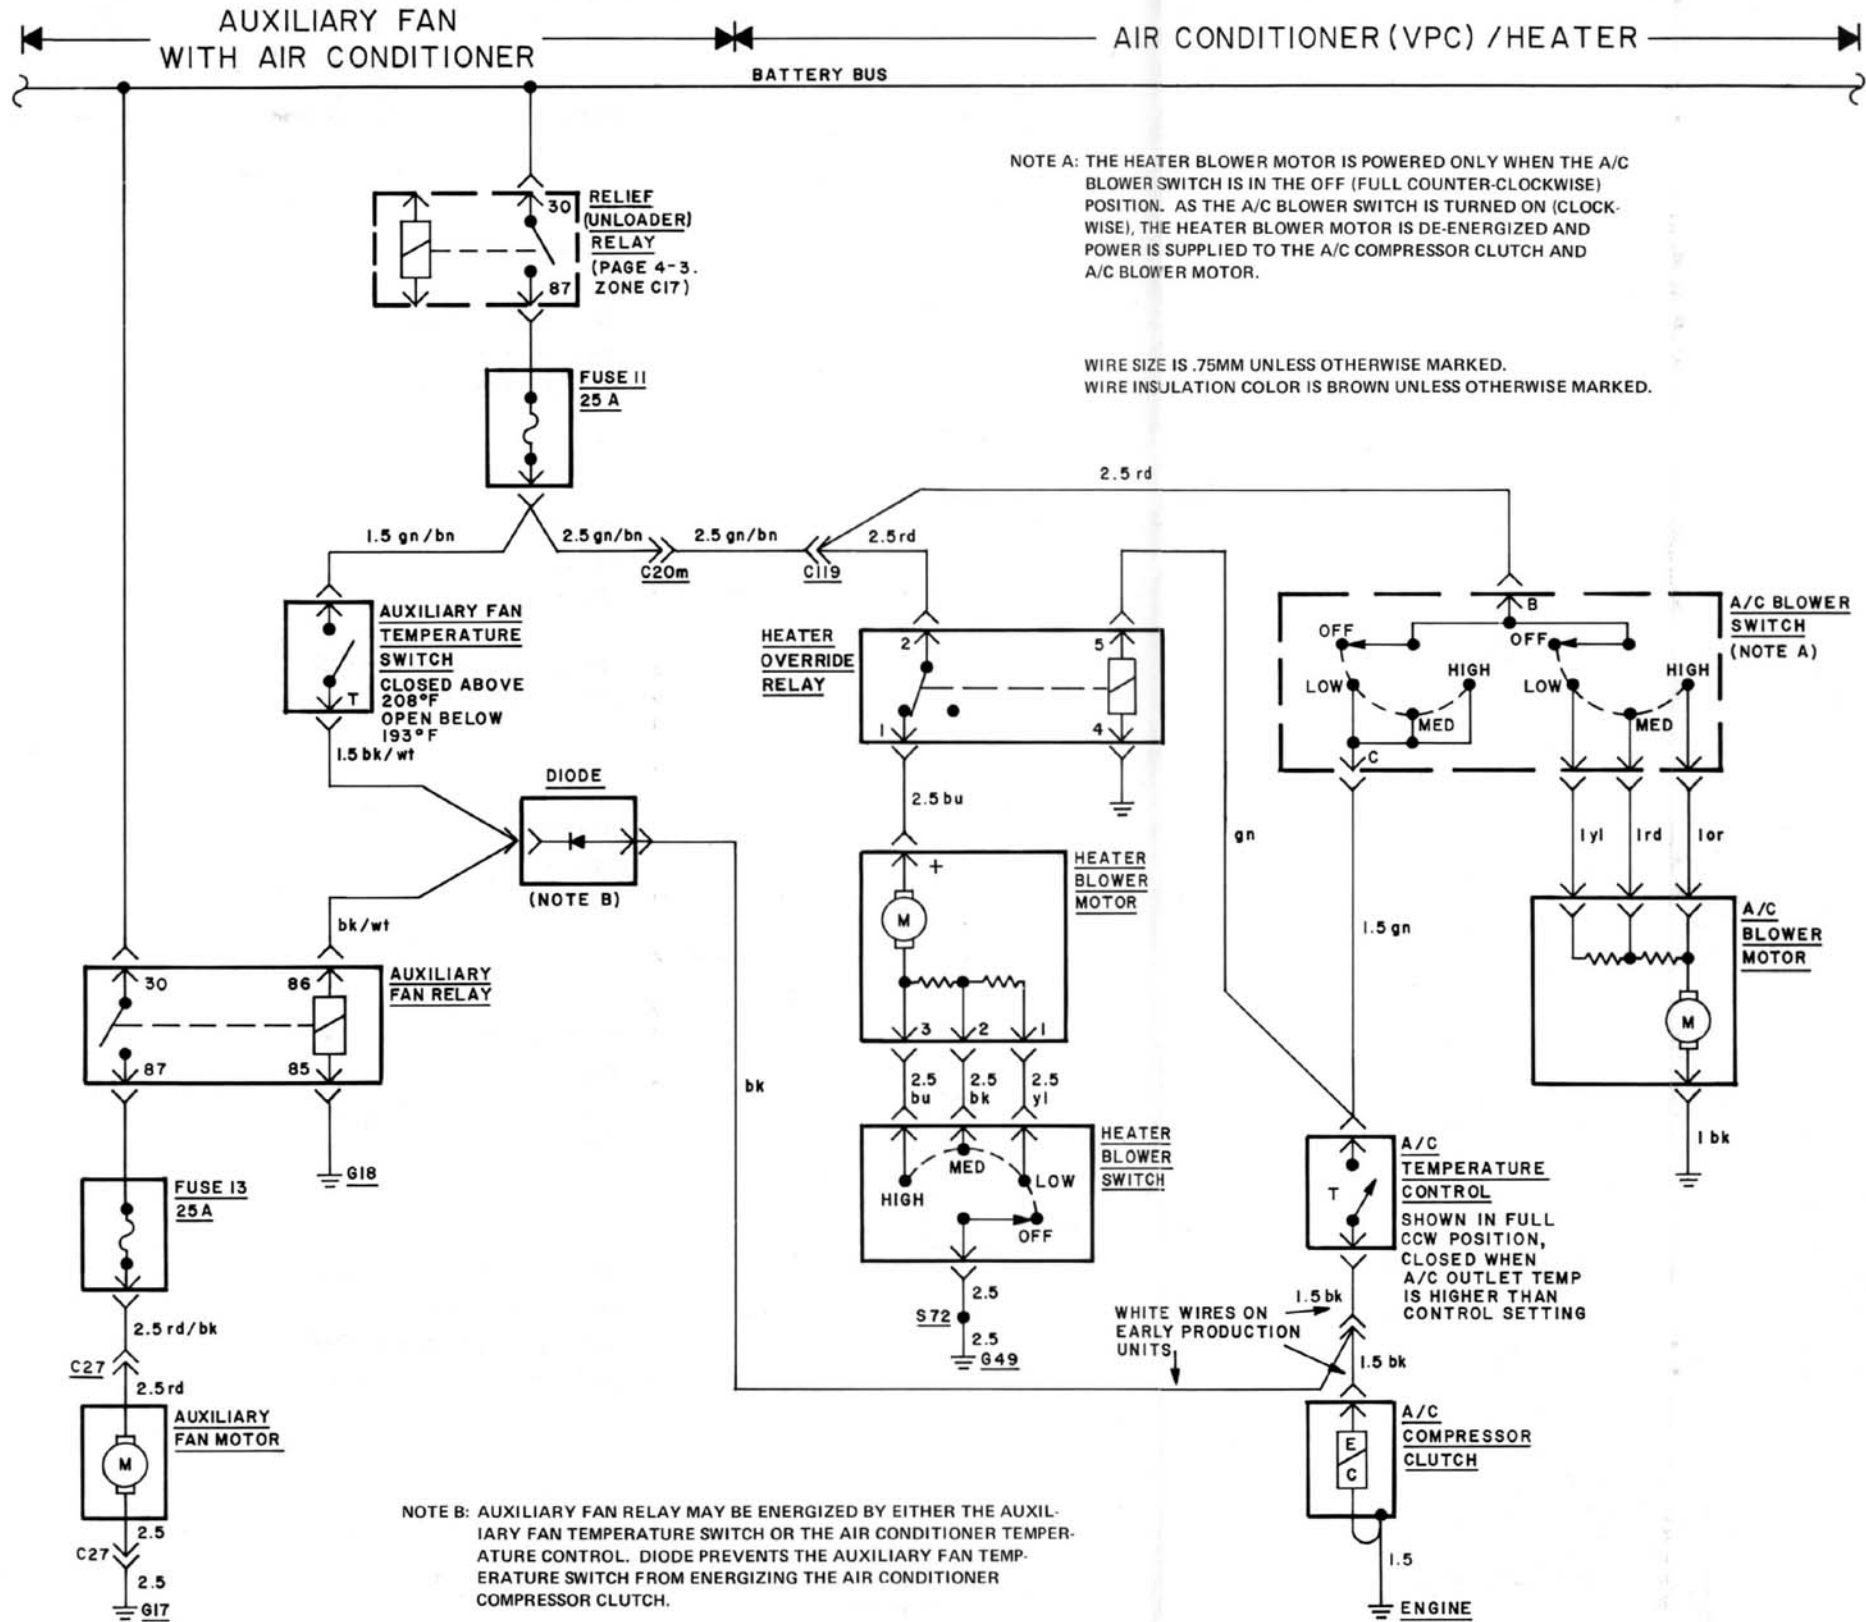 AUXILIARY FAN
WITH AIR CONDITIONER
AIR CONDITIONER (VPC) / HEATER
BATTERY BUS
NOTE A: THE HEATER BLOWER MOTOR IS POWERED ONLY WHEN THE A/C
BLOWER SWITCH IS IN THE OFF (FULL COUNTER-CLOCKWISE)
POSITION. AS THE A/C BLOWER SWITCH IS TURNED ON (CLOCK-
WISE), THE HEATER BLOWER MOTOR IS DE-ENERGIZED AND
POWER IS SUPPLIED TO THE A/C COMPRESSOR CLUTCH AND
A/C BLOWER MOTOR.
30
87
RELIEF
(UNLOADER)
RELAY
(PAGE 4-3.
ZONE C17)
WIRE SIZE IS .75MM UNLESS OTHERWISE MARKED.
WIRE INSULATION COLOR IS BROWN UNLESS OTHERWISE MARKED.
FUSE 11
25 A
2.5 rd
1.5 gn/bn
2.5 gn/bn
2.5 gn/bn
2.5 rd
C20m
C119
AUXILIARY FAN
TEMPERATURE
SWITCH
CLOSED ABOVE
208°F
OPEN BELOW
193°F
T
1.5 bk/wt
HEATER
OVERRIDE
RELAY
2
5
1
4
A/C BLOWER
SWITCH
(NOTE A)
B
OFF
LOW
MED
HIGH
OFF
LOW
MED
HIGH
C
DIODE
(NOTE B)
2.5 bu
gn
1 yl
1 rd
1 or
HEATER
BLOWER
MOTOR
+
M
3
2
1
bk/wt
1.5 gn
A/C
BLOWER
MOTOR
M
1 bk
AUXILIARY
FAN RELAY
30
86
87
85
G18
bk
2.5
bu
2.5
bk
2.5
yl
HEATER
BLOWER
SWITCH
HIGH
MED
LOW
OFF
2.5
S72
2.5
G49
A/C
TEMPERATURE
CONTROL
T
SHOWN IN FULL
CCW POSITION,
CLOSED WHEN
A/C OUTLET TEMP
IS HIGHER THAN
CONTROL SETTING
FUSE 13
25A
2.5 rd/bk
C27
2.5 rd
1.5 bk
WHITE WIRES ON
EARLY PRODUCTION
UNITS
1.5 bk
AUXILIARY
FAN MOTOR
M
2.5
C27
2.5
G17
A/C
COMPRESSOR
CLUTCH
E
C
1.5
ENGINE
NOTE B: AUXILIARY FAN RELAY MAY BE ENERGIZED BY EITHER THE AUXIL-
IARY FAN TEMPERATURE SWITCH OR THE AIR CONDITIONER TEMPER-
ATURE CONTROL. DIODE PREVENTS THE AUXILIARY FAN TEMP-
ERATURE SWITCH FROM ENERGIZING THE AIR CONDITIONER
COMPRESSOR CLUTCH.